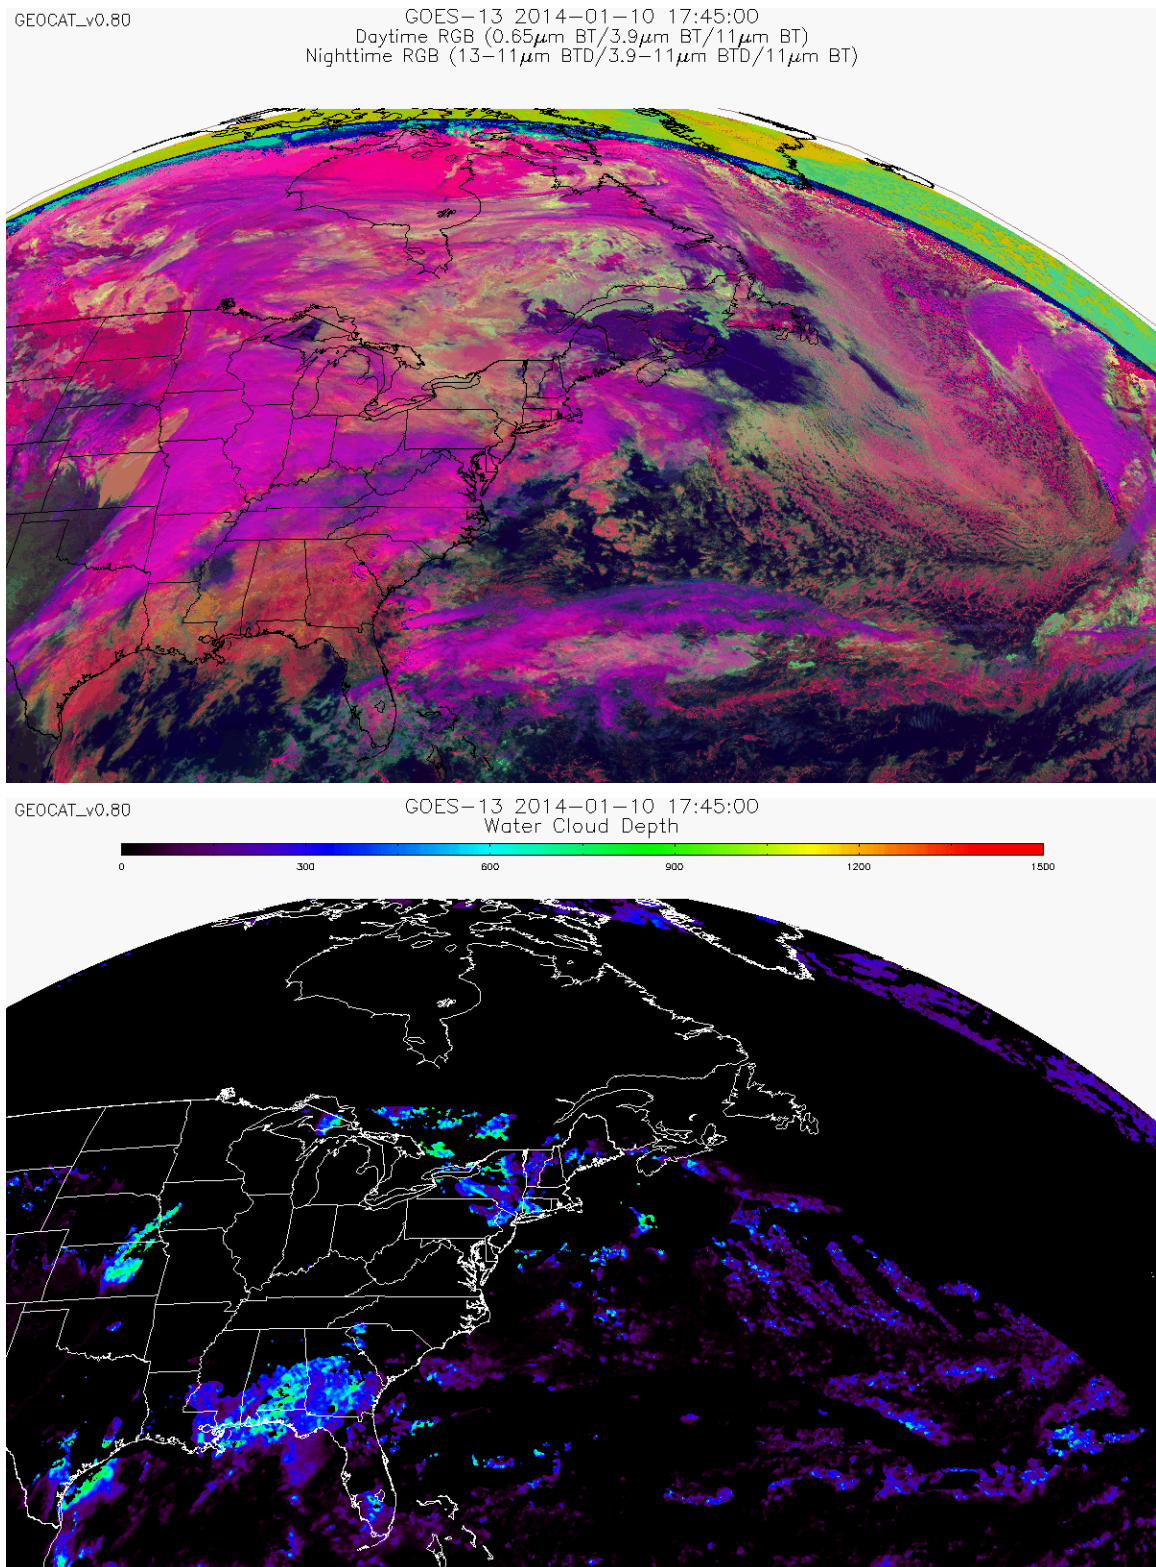 GEOCAT_v0.80
GOES-13 2014-01-10 17:45:00
Daytime RGB (0.65μm BT/3.9μm BT/11μm BT)
Nighttime RGB (13-11μm BTD/3.9-11μm BTD/11μm BT)
GEOCAT_v0.80
GOES-13 2014-01-10 17:45:00
Water Cloud Depth
0 300 600 900 1200 1500